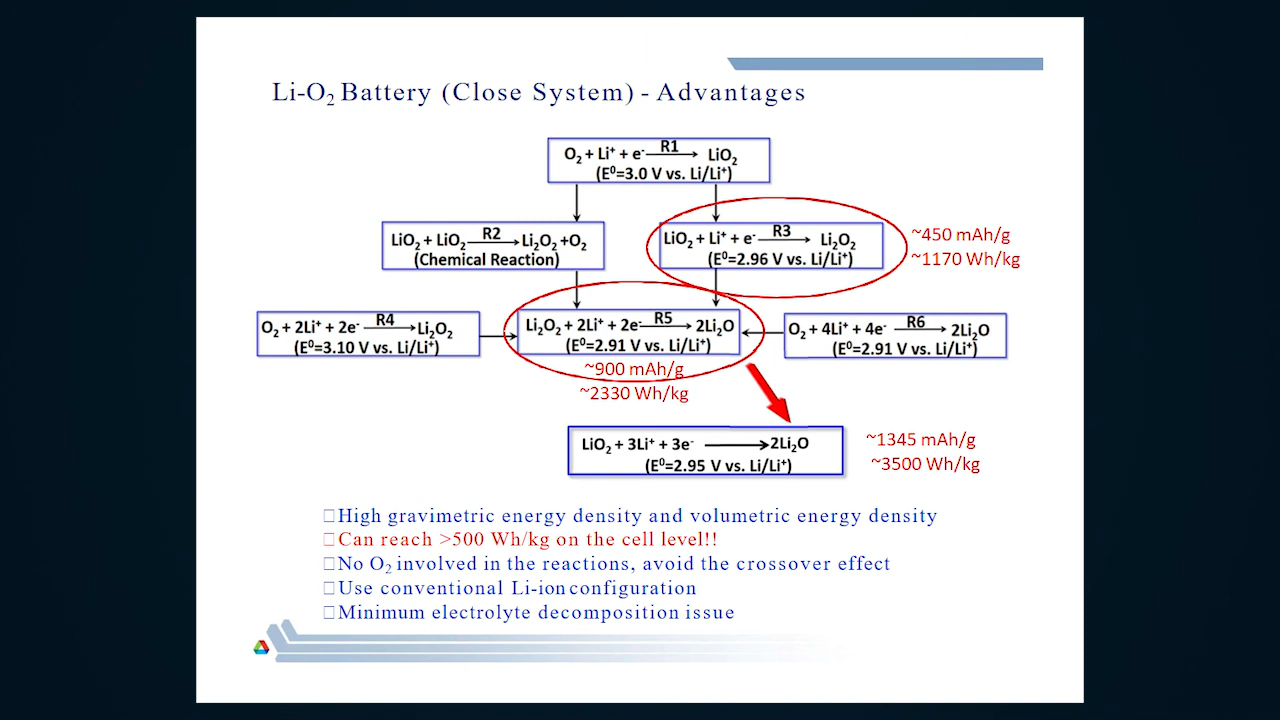 Li-O₂ Battery (Close System) - Advantages
O₂ + Li⁺ + e⁻ R1 → LiO₂
(E⁰=3.0 V vs. Li/Li⁺)
LiO₂ + LiO₂ R2 → Li₂O₂ +O₂
(Chemical Reaction)
LiO₂ + Li⁺ + e⁻ R3 → Li₂O₂
(E⁰=2.96 V vs. Li/Li⁺)
~450 mAh/g
~1170 Wh/kg
O₂ + 2Li⁺ + 2e⁻ R4 → Li₂O₂
(E⁰=3.10 V vs. Li/Li⁺)
Li₂O₂ + 2Li⁺ + 2e⁻ R5 → 2Li₂O
(E⁰=2.91 V vs. Li/Li⁺)
~900 mAh/g
~2330 Wh/kg
O₂ + 4Li⁺ + 4e⁻ R6 → 2Li₂O
(E⁰=2.91 V vs. Li/Li⁺)
LiO₂ + 3Li⁺ + 3e⁻ → 2Li₂O
(E⁰=2.95 V vs. Li/Li⁺)
~1345 mAh/g
~3500 Wh/kg
□High gravimetric energy density and volumetric energy density
□Can reach >500 Wh/kg on the cell level!!
□No O₂ involved in the reactions, avoid the crossover effect
□Use conventional Li-ion configuration
□Minimum electrolyte decomposition issue